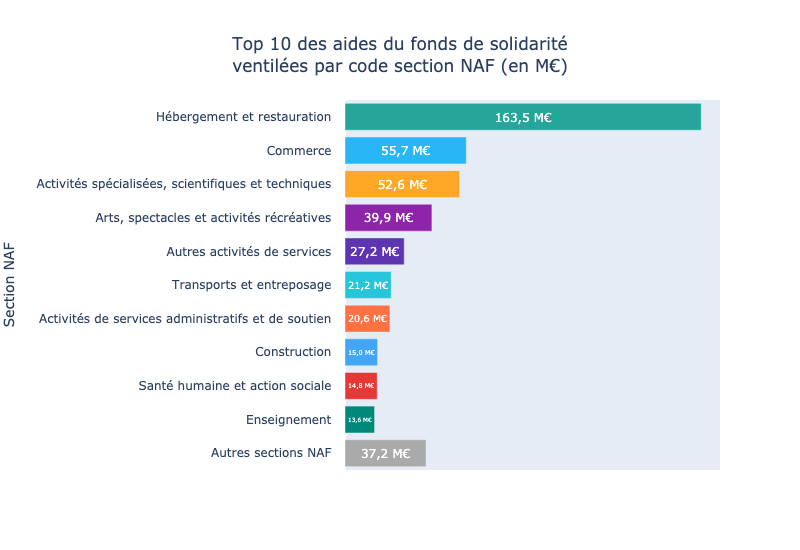 Top 10 des aides du fonds de solidarité
ventilées par code section NAF (en M€)
Section NAF
Hébergement et restauration 163,5 M€
Commerce 55,7 M€
Activités spécialisées, scientifiques et techniques 52,6 M€
Arts, spectacles et activités récréatives 39,9 M€
Autres activités de services 27,2 M€
Transports et entreposage 21,2 M€
Activités de services administratifs et de soutien 20,6 M€
Construction 15,0 M€
Santé humaine et action sociale 14,8 M€
Enseignement 13,6 M€
Autres sections NAF 37,2 M€